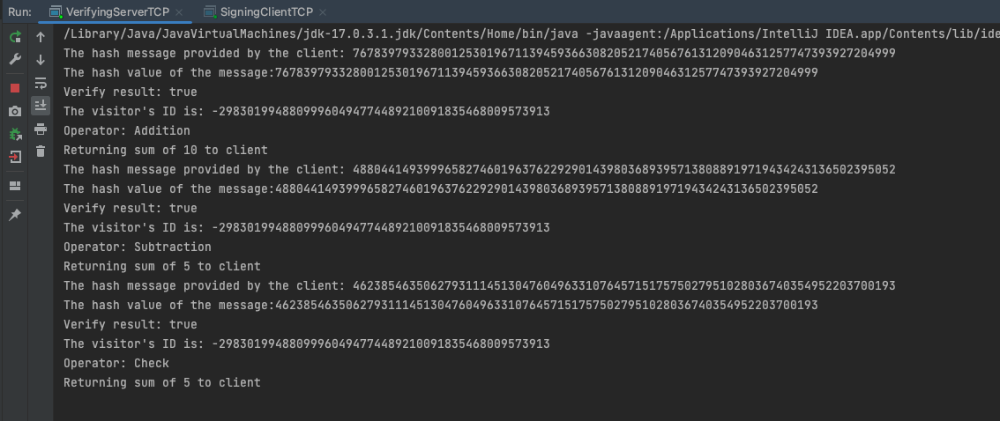 Run: VerifyingServerTCP SigningClientTCP
/Library/Java/JavaVirtualMachines/jdk-17.0.3.1.jdk/Contents/Home/bin/java -javaagent:/Applications/IntelliJ IDEA.app/Contents/lib/ide
The hash message provided by the client: 76783979332800125301967113945936630820521740567613120904631257747393927204999
The hash value of the message:76783979332800125301967113945936630820521740567613120904631257747393927204999
Verify result: true
The visitor's ID is: -298301994880999604947744892100918354680095739​13
Operator: Addition
Returning sum of 10 to client
The hash message provided by the client: 48804414939996582746019637622929014398036893957138088919719434243136502395052
The hash value of the message:48804414939996582746019637622929014398036893957138088919719434243136502395052
Verify result: true
The visitor's ID is: -29830199488099960494774489210091835468009573913
Operator: Subtraction
Returning sum of 5 to client
The hash message provided by the client: 46238546350627931114513047604963310764571517575027951028036740354952203700193
The hash value of the message:46238546350627931114513047604963310764571517575027951028036740354952203700193
Verify result: true
The visitor's ID is: -29830199488099960494774489210091835468009573913
Operator: Check
Returning sum of 5 to client